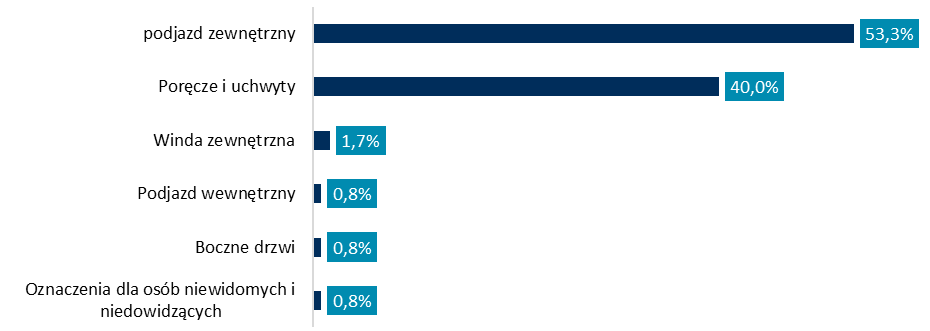 podjazd zewnętrzny 53,3%
Poręcze i uchwyty 40,0%
Winda zewnętrzna 1,7%
Podjazd wewnętrzny 0,8%
Boczne drzwi 0,8%
Oznaczenia dla osób niewidomych i
niedowidzących 0,8%